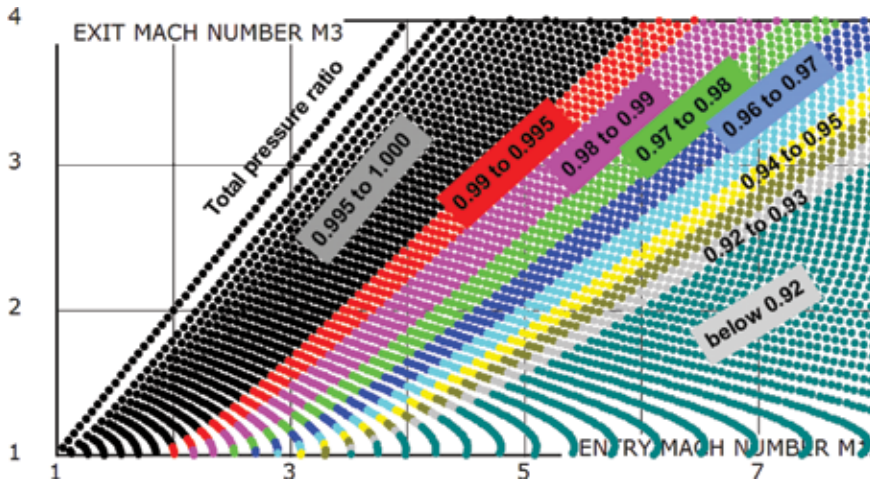 4
EXIT MACH NUMBER M3
Total pressure ratio
0.995 to 1.000
0.99 to 0.995
0.98 to 0.99
0.97 to 0.98
0.96 to 0.97
0.94 to 0.95
0.92 to 0.93
below 0.92
3
2
1
ENTRY MACH NUMBER M1
1
3
5
7